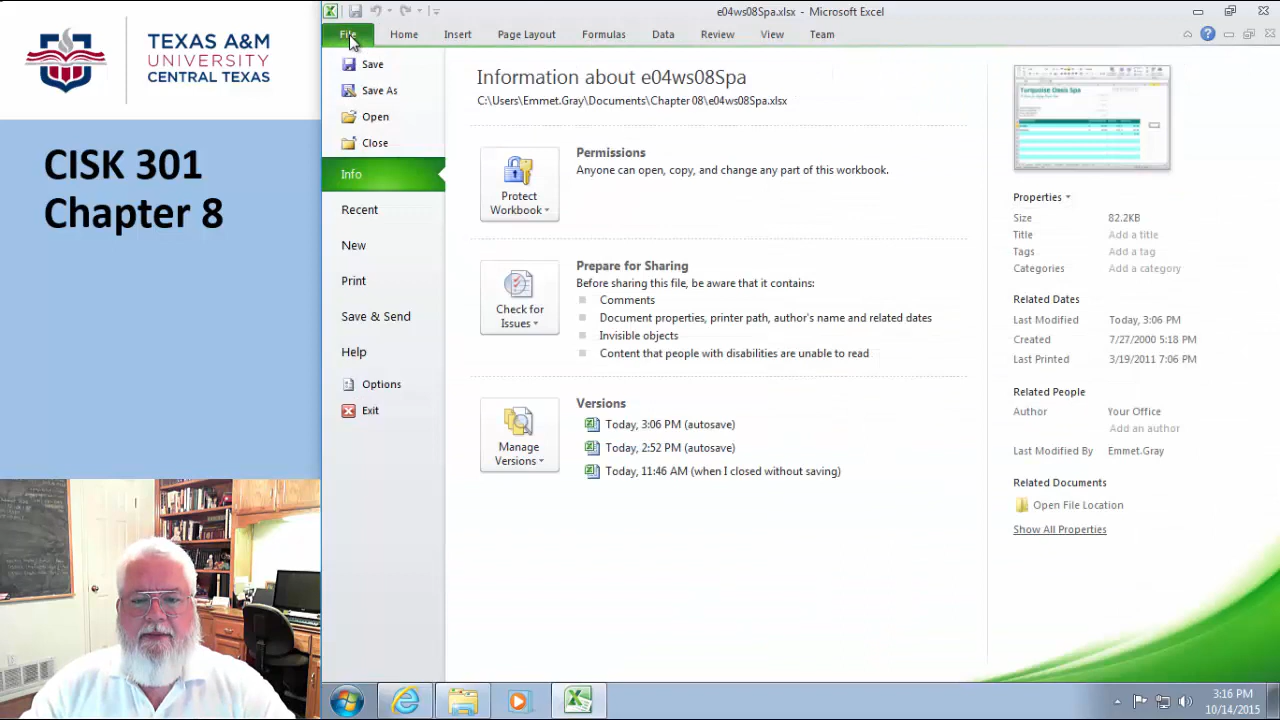 TEXAS A&M
UNIVERSITY
CENTRAL TEXAS
CISK 301
Chapter 8
e04ws08Spa.xlsx - Microsoft Excel
File
Home
Insert
Page Layout
Formulas
Data
Review
View
Team
Save
Save As
Open
Close
Info
Recent
New
Print
Save & Send
Help
Options
Exit
Information about e04ws08Spa
C:\Users\Emmet.Gray\Documents\Chapter 08\e04ws08Spa.xlsx
Protect
Workbook
Permissions
Anyone can open, copy, and change any part of this workbook.
Check for
Issues
Prepare for Sharing
Before sharing this file, be aware that it contains:
Comments
Document properties, printer path, author's name and related dates
Invisible objects
Content that people with disabilities are unable to read
Manage
Versions
Versions
Today, 3:06 PM (autosave)
Today, 2:52 PM (autosave)
Today, 11:46 AM (when I closed without saving)
Turquoise Oasis Spa
Properties
Size 82.2KB
Title Add a title
Tags Add a tag
Categories Add a category
Related Dates
Last Modified Today, 3:06 PM
Created 7/27/2000 5:18 PM
Last Printed 3/19/2011 7:06 PM
Related People
Author Your Office
Add an author
Last Modified By Emmet.Gray
Related Documents
Open File Location
Show All Properties
3:16 PM
10/14/2015